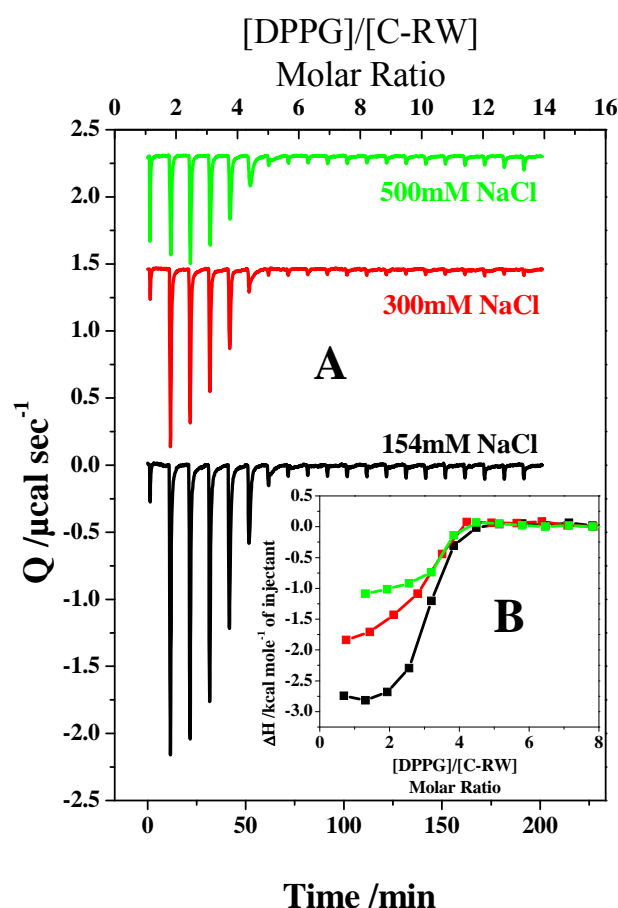 [DPPG]/[C-RW]
Molar Ratio
0 2 4 6 8 10 12 14 16
2.5
2.0
1.5
1.0
0.5
0.0
-0.5
-1.0
-1.5
-2.0
-2.5
Q /µcal sec⁻¹
500mM NaCl
300mM NaCl
A
154mM NaCl
0.5
0.0
-0.5
-1.0
-1.5
-2.0
-2.5
-3.0
ΔH /kcal mole⁻¹ of injectant
B
0 2 4 6 8
[DPPG]/[C-RW]
Molar Ratio
0 50 100 150 200
Time /min